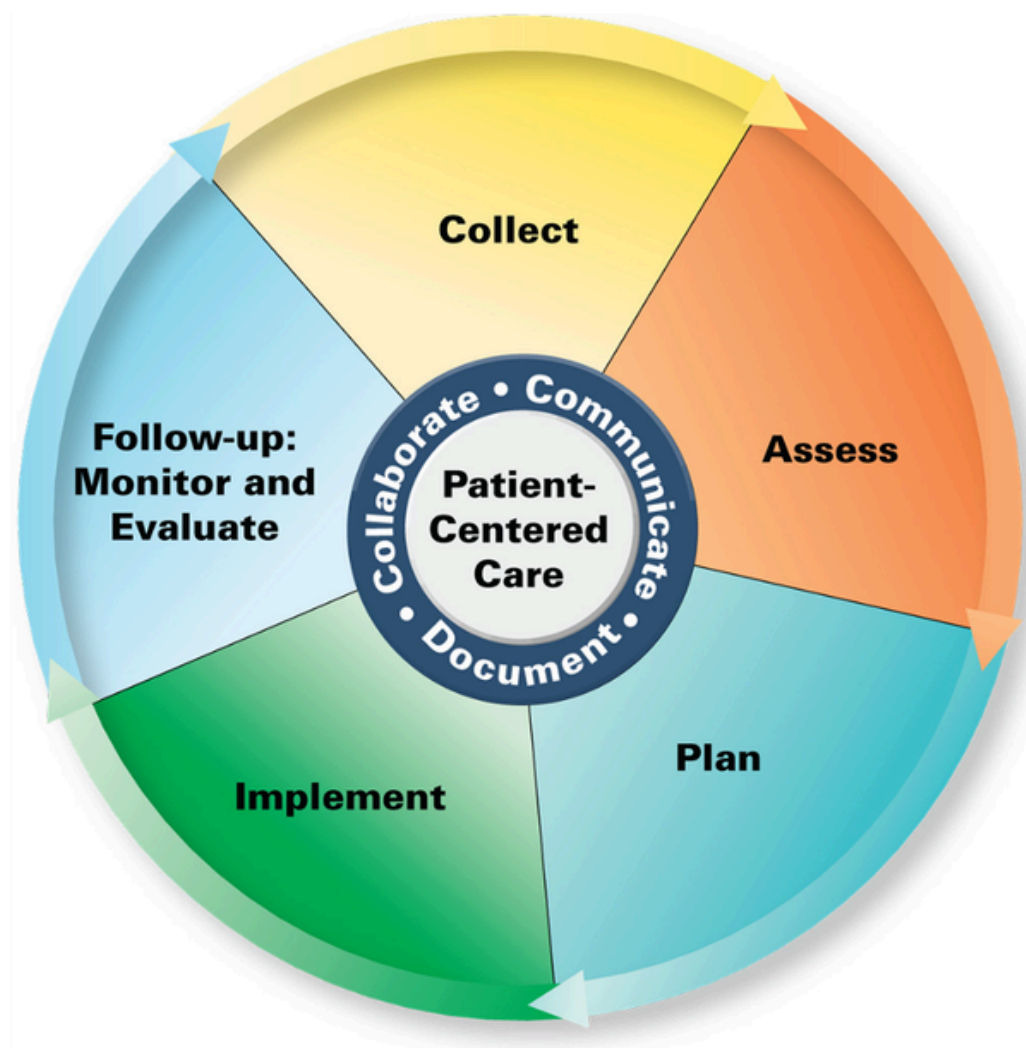 Collect
Assess
Plan
Implement
Follow-up:
Monitor and
Evaluate
Collaborate • Communicate • Document •
Patient-
Centered
Care